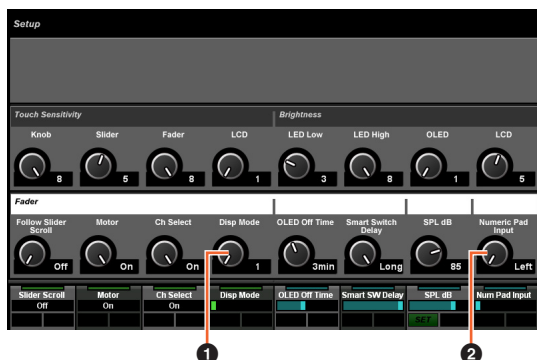 Setup
Touch Sensitivity Brightness
Knob Slider Fader LCD LED Low LED High OLED LCD
8 5 8 1 3 8 1 5
Fader
Follow Slider Scroll Motor Ch Select Disp Mode OLED Off Time Smart Switch Delay SPL dB Numeric Pad Input
Off On On 1 3min Long 85 Left
Slider Scroll Motor Ch Select Disp Mode OLED Off Time Smart SW Delay SPL dB Num Pad Input
Off On On
SET
1 2